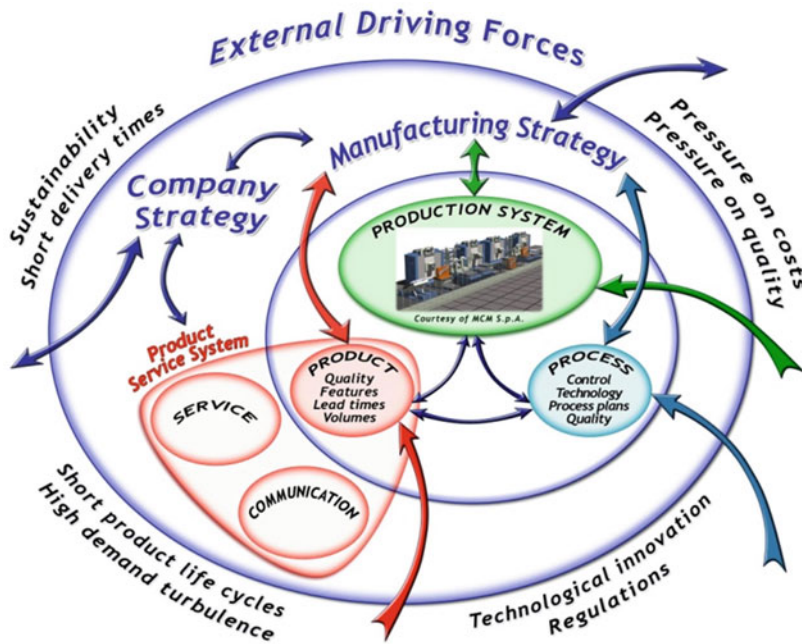 External Driving Forces
Sustainability
Short delivery times
Pressure on costs
Pressure on quality
Manufacturing Strategy
Company
Strategy
PRODUCTION SYSTEM
Courtesy of MCM S.p.A.
Product
Service System
PRODUCT
Quality
Features
Lead times
Volumes
PROCESS
Control
Technology
Process plans
Quality
SERVICE
COMMUNICATION
Short product life cycles
High demand turbulence
Technological innovation
Regulations